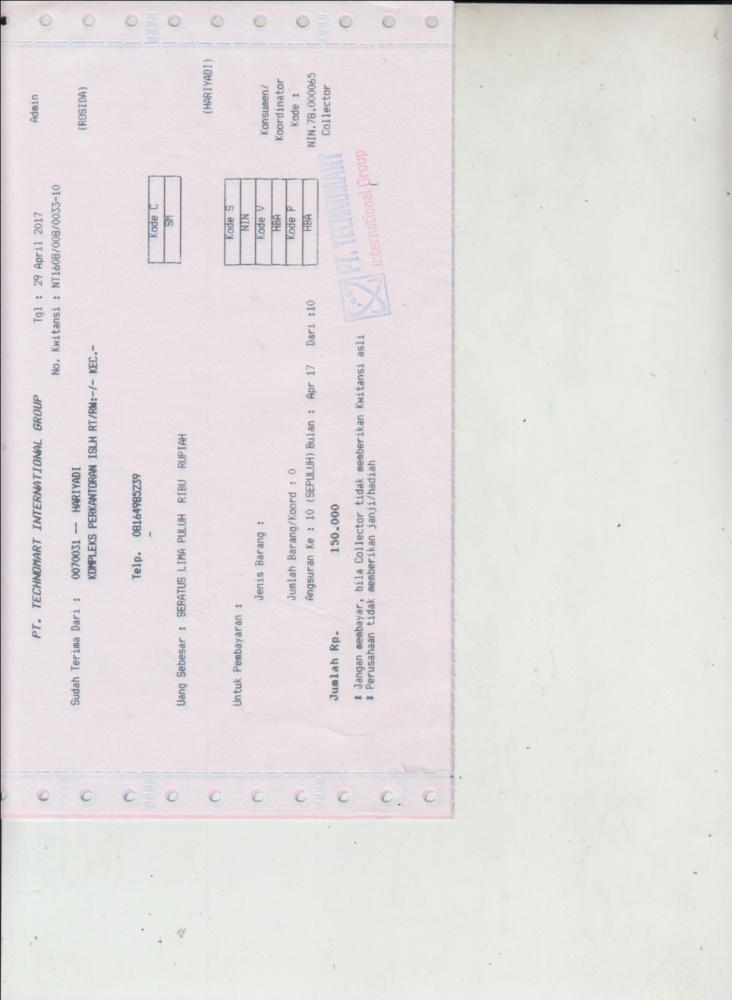 PT. TECHNOMART INTERNATIONAL GROUP
Tgl : 29 April 2017
Admin
No. Kwitansi : NT1608/008/0033-10
Sudah Terima Dari : 0070031 -- HARIYADI
(ROSIDA)
KOMPLEKS PERKANTORAN ISLH RT/RW:-/- KEC.-
Telp. 08164985239
-
Kode C
SM
Uang Sebesar : SERATUS LIMA PULUH RIBU RUPIAH
(HARIYADI)
Untuk Pembayaran :
Kode S
NIN
Kode V
HBA
Kode P
HBA
Jenis Barang :
Konsumen/
Koordinator
Jumlah Barang/Koord : 0
Kode :
Angsuran Ke : 10 (SEPULUH) Bulan : Apr 17 Dari :10
NIN.78.000065
Collector
Jumlah Rp. 150.000
PT. TECHNOMART
International Group
* Jangan membayar, bila Collector tidak memberikan Kwitansi asli
* Perusahaan tidak memberikan janji/hadiah